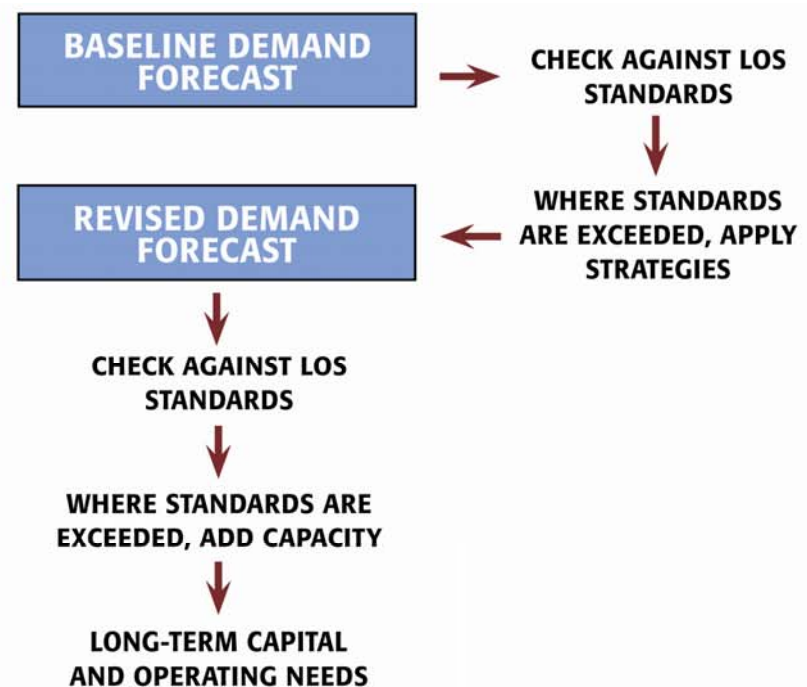 BASELINE DEMAND
FORECAST
CHECK AGAINST LOS
STANDARDS
WHERE STANDARDS
ARE EXCEEDED, APPLY
STRATEGIES
REVISED DEMAND
FORECAST
CHECK AGAINST LOS
STANDARDS
WHERE STANDARDS ARE
EXCEEDED, ADD CAPACITY
LONG-TERM CAPITAL
AND OPERATING NEEDS